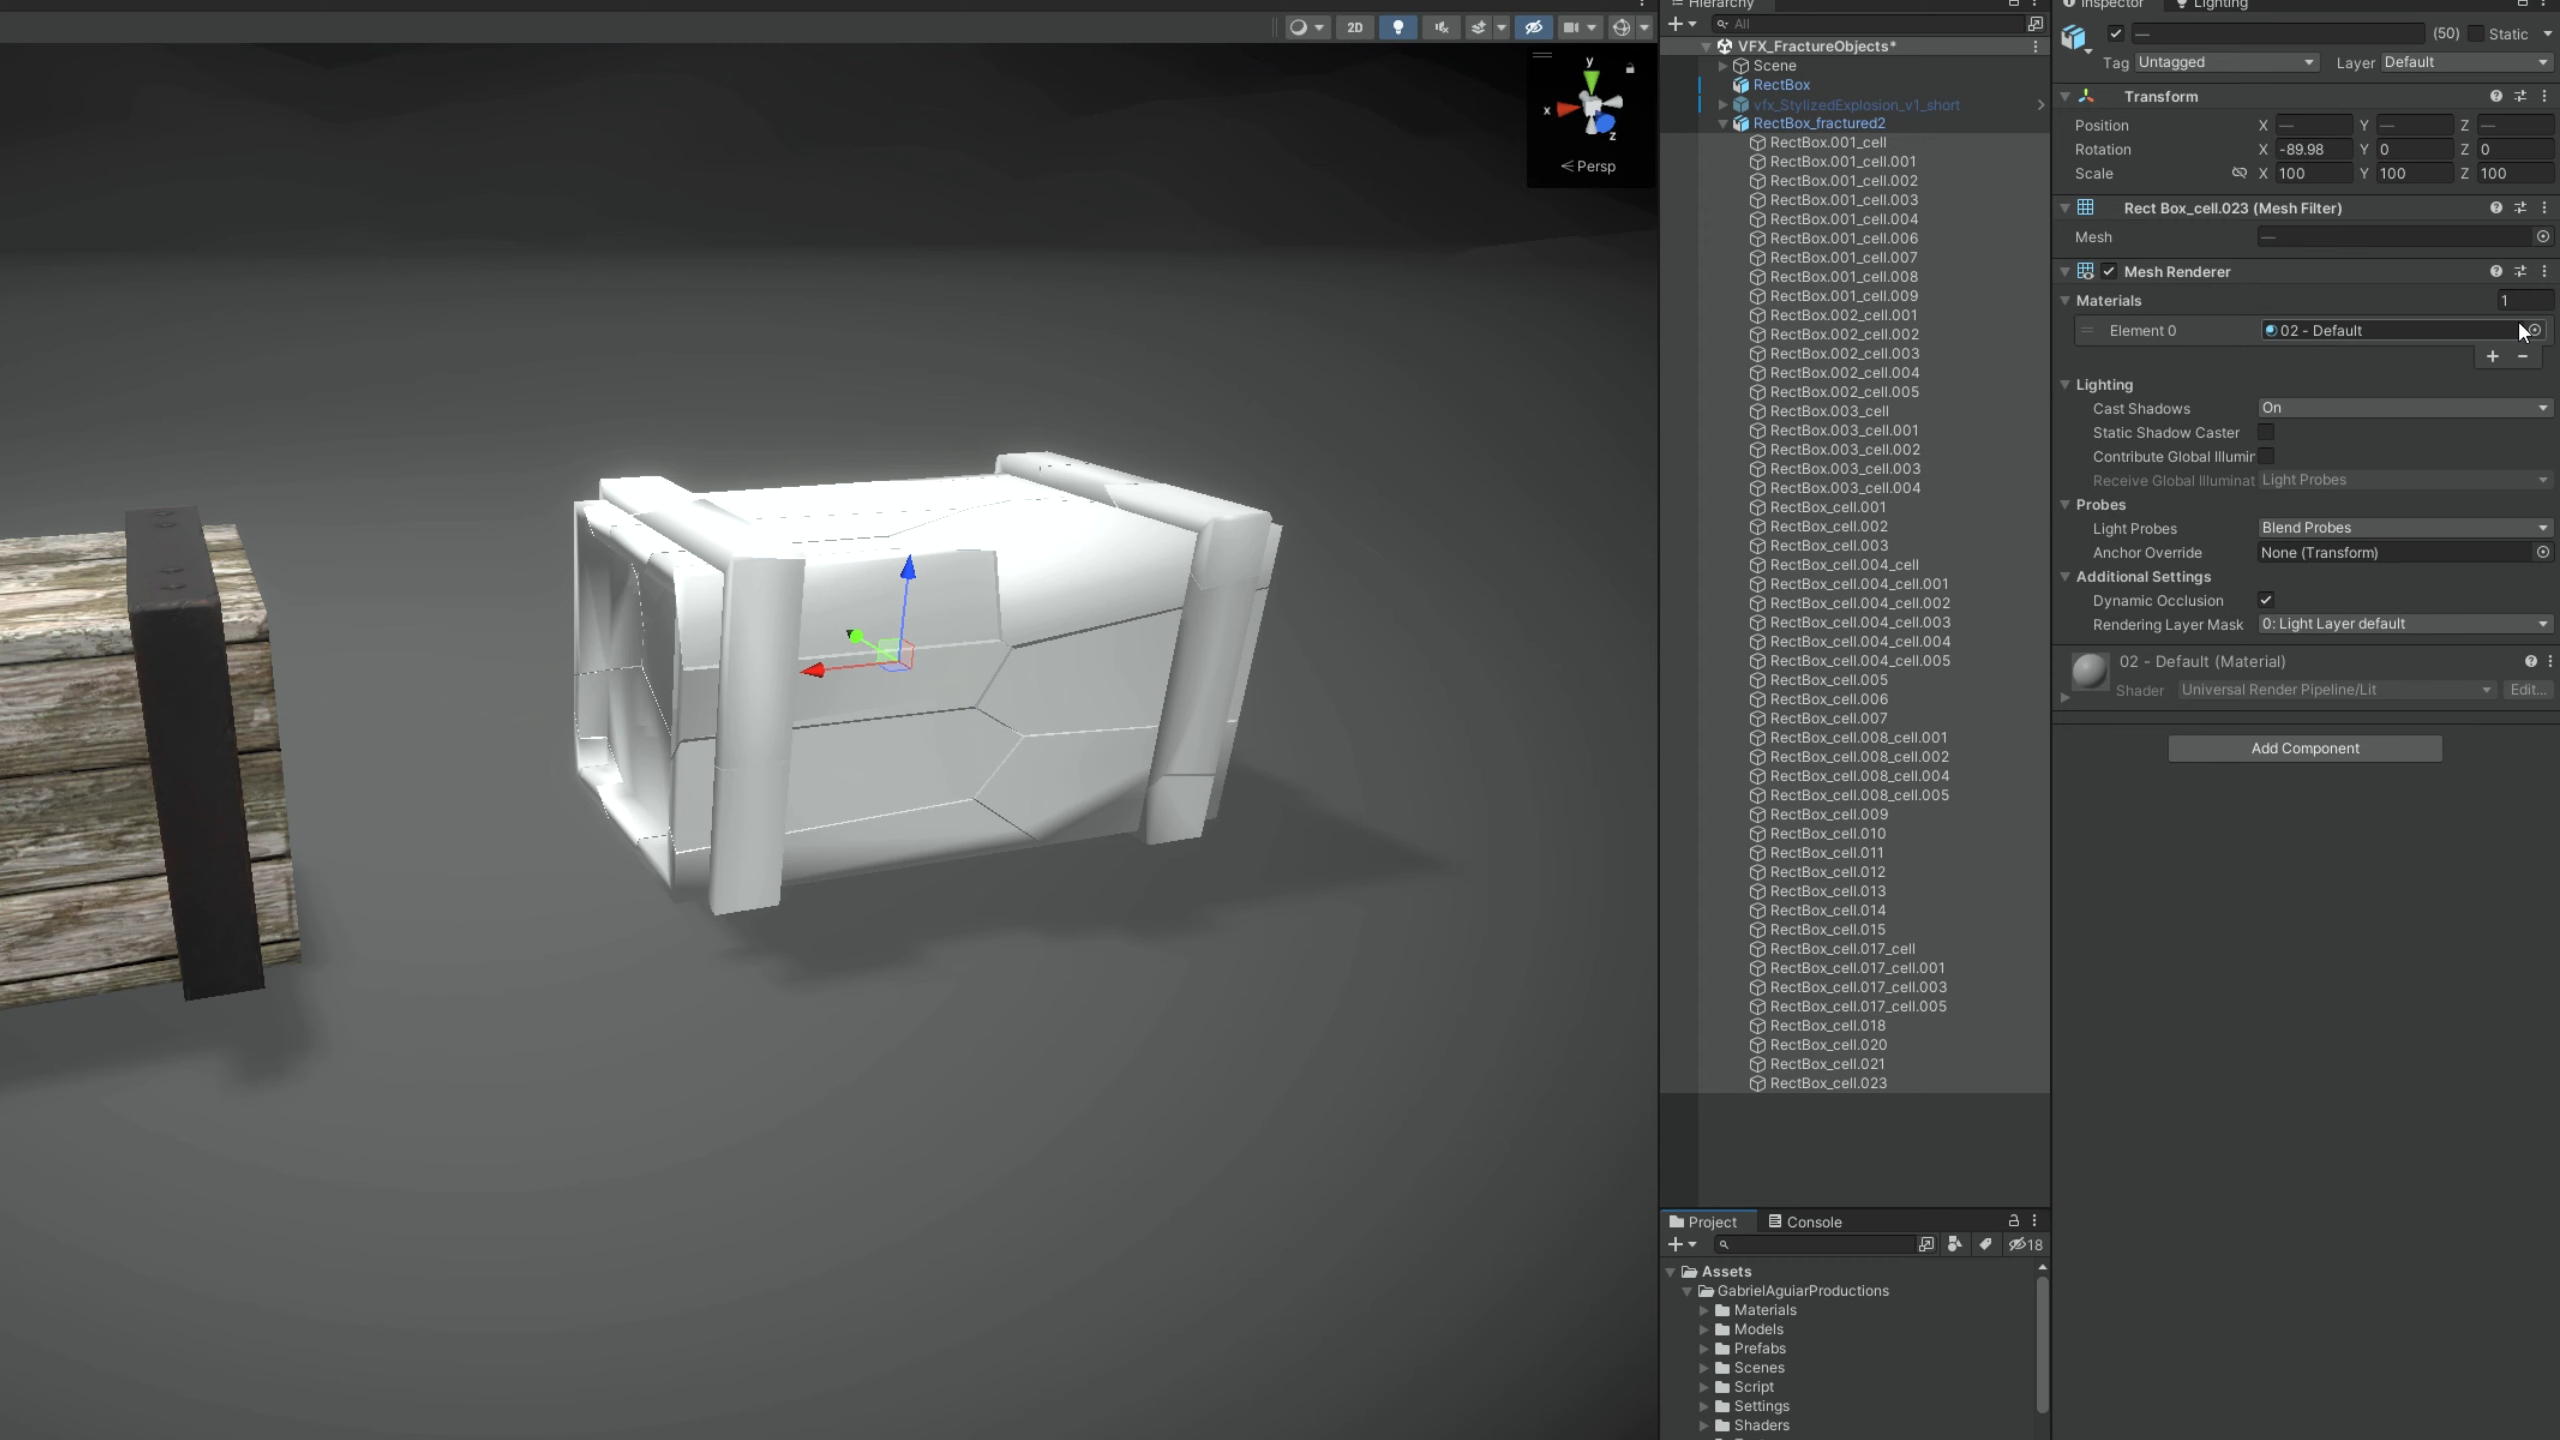 2D
y
x
z
Persp
Hierarchy
All
VFX_FractureObjects*
Scene
RectBox
vfx_StylizedExplosion_v1_short
RectBox_fractured2
RectBox.001_cell
RectBox.001_cell.001
RectBox.001_cell.002
RectBox.001_cell.003
RectBox.001_cell.004
RectBox.001_cell.006
RectBox.001_cell.007
RectBox.001_cell.008
RectBox.001_cell.009
RectBox.002_cell.001
RectBox.002_cell.002
RectBox.002_cell.003
RectBox.002_cell.004
RectBox.002_cell.005
RectBox.003_cell
RectBox.003_cell.001
RectBox.003_cell.002
RectBox.003_cell.003
RectBox.003_cell.004
RectBox_cell.001
RectBox_cell.002
RectBox_cell.003
RectBox_cell.004_cell
RectBox_cell.004_cell.001
RectBox_cell.004_cell.002
RectBox_cell.004_cell.003
RectBox_cell.004_cell.004
RectBox_cell.004_cell.005
RectBox_cell.005
RectBox_cell.006
RectBox_cell.007
RectBox_cell.008_cell.001
RectBox_cell.008_cell.002
RectBox_cell.008_cell.004
RectBox_cell.008_cell.005
RectBox_cell.009
RectBox_cell.010
RectBox_cell.011
RectBox_cell.012
RectBox_cell.013
RectBox_cell.014
RectBox_cell.015
RectBox_cell.017_cell
RectBox_cell.017_cell.001
RectBox_cell.017_cell.003
RectBox_cell.017_cell.005
RectBox_cell.018
RectBox_cell.020
RectBox_cell.021
RectBox_cell.023
Project Console
18
Assets
GabrielAguiarProductions
Materials
Models
Prefabs
Scenes
Script
Settings
Shaders
Inspector Lighting
— (50) Static
Tag Untagged Layer Default
Transform
Position X — Y — Z —
Rotation X -89.98 Y 0 Z 0
Scale X 100 Y 100 Z 100
Rect Box_cell.023 (Mesh Filter)
Mesh —
Mesh Renderer
Materials 1
Element 0 02 - Default
Lighting
Cast Shadows On
Static Shadow Caster
Contribute Global Illumir
Receive Global Illuminat Light Probes
Probes
Light Probes Blend Probes
Anchor Override None (Transform)
Additional Settings
Dynamic Occlusion
Rendering Layer Mask 0: Light Layer default
02 - Default (Material)
Shader Universal Render Pipeline/Lit Edit...
Add Component